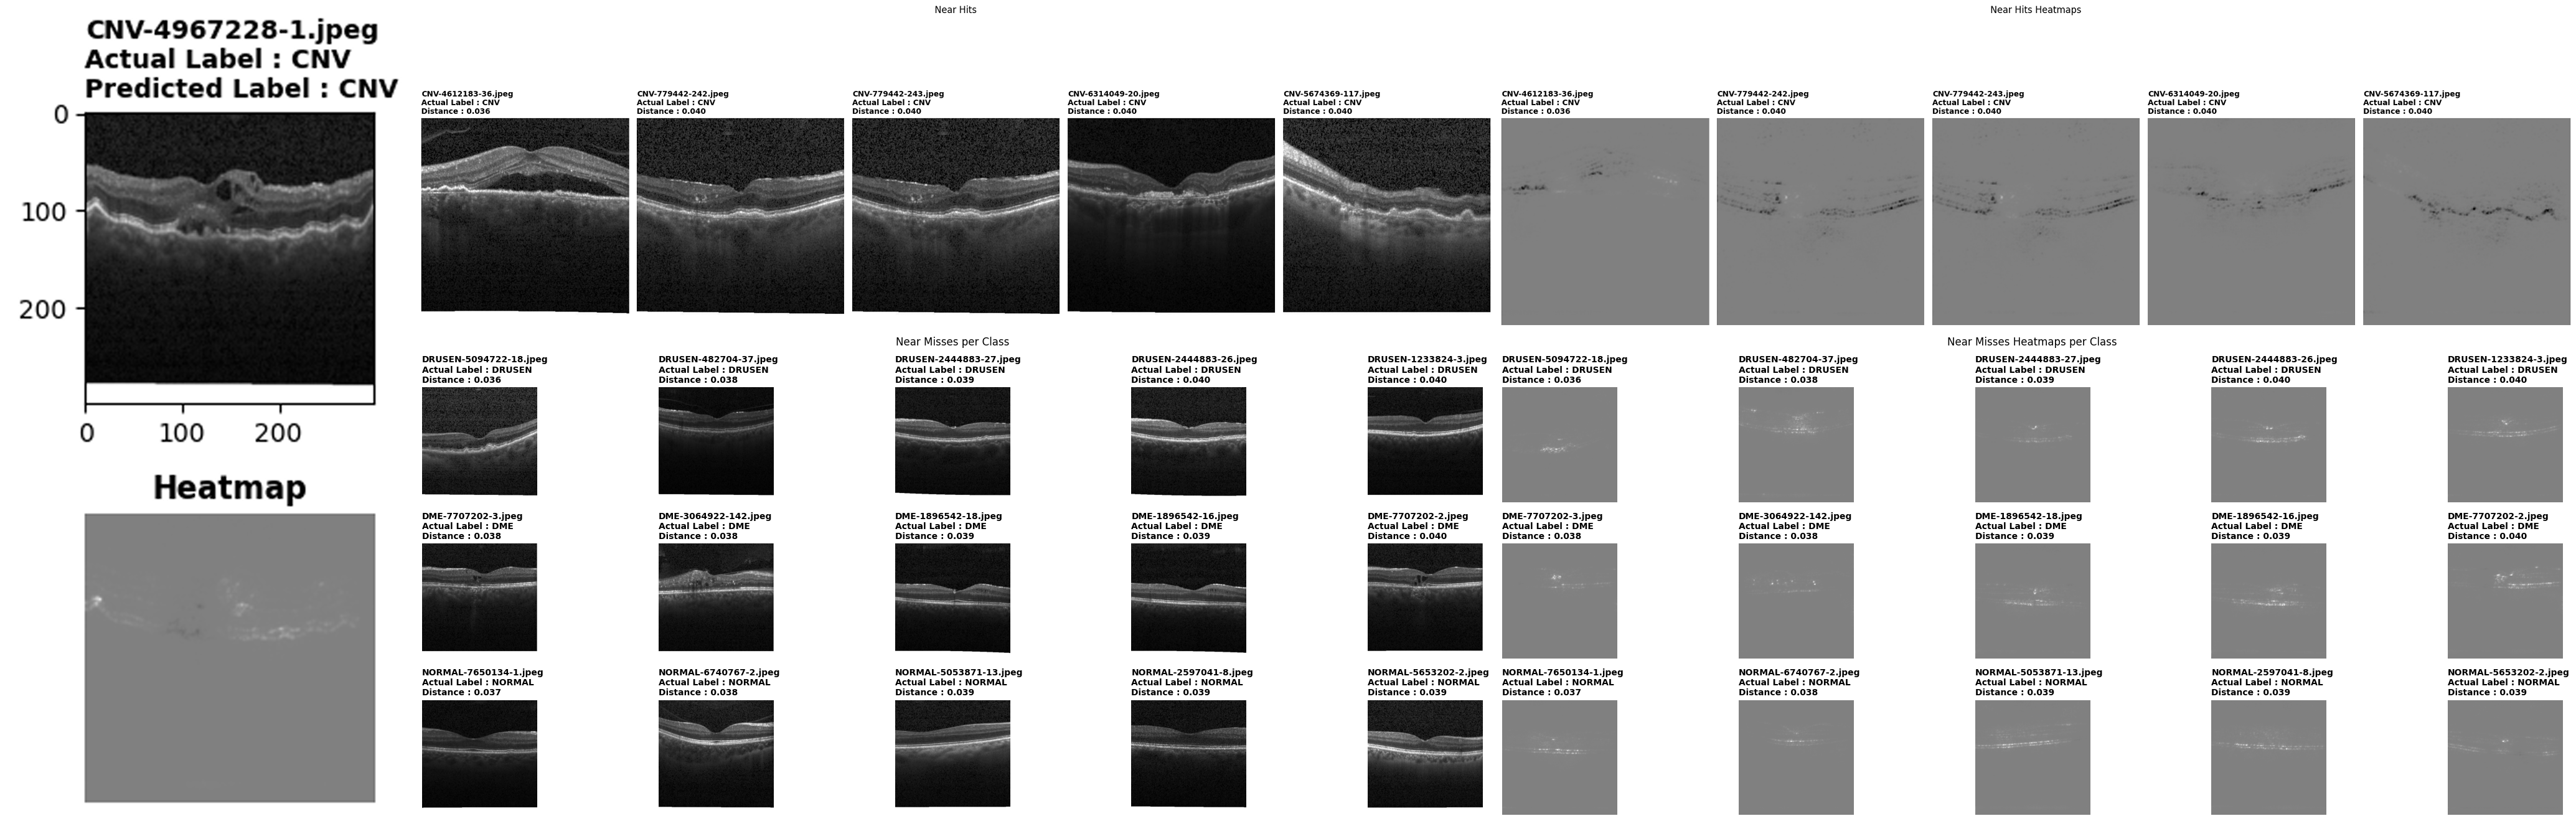 CNV-4967228-1.jpeg
Actual Label : CNV
Predicted Label : CNV
0
100
200
0
100
200
Heatmap
Near Hits
CNV-4612183-36.jpeg
Actual Label : CNV
Distance : 0.036
CNV-779442-242.jpeg
Actual Label : CNV
Distance : 0.040
CNV-779442-243.jpeg
Actual Label : CNV
Distance : 0.040
CNV-6314049-20.jpeg
Actual Label : CNV
Distance : 0.040
CNV-5674369-117.jpeg
Actual Label : CNV
Distance : 0.040
Near Hits Heatmaps
CNV-4612183-36.jpeg
Actual Label : CNV
Distance : 0.036
CNV-779442-242.jpeg
Actual Label : CNV
Distance : 0.040
CNV-779442-243.jpeg
Actual Label : CNV
Distance : 0.040
CNV-6314049-20.jpeg
Actual Label : CNV
Distance : 0.040
CNV-5674369-117.jpeg
Actual Label : CNV
Distance : 0.040
Near Misses per Class
DRUSEN-5094722-18.jpeg
Actual Label : DRUSEN
Distance : 0.036
DRUSEN-482704-37.jpeg
Actual Label : DRUSEN
Distance : 0.038
DRUSEN-2444883-27.jpeg
Actual Label : DRUSEN
Distance : 0.039
DRUSEN-2444883-26.jpeg
Actual Label : DRUSEN
Distance : 0.040
DRUSEN-1233824-3.jpeg
Actual Label : DRUSEN
Distance : 0.040
DME-7707202-3.jpeg
Actual Label : DME
Distance : 0.038
DME-3064922-142.jpeg
Actual Label : DME
Distance : 0.038
DME-1896542-18.jpeg
Actual Label : DME
Distance : 0.039
DME-1896542-16.jpeg
Actual Label : DME
Distance : 0.039
DME-7707202-2.jpeg
Actual Label : DME
Distance : 0.040
NORMAL-7650134-1.jpeg
Actual Label : NORMAL
Distance : 0.037
NORMAL-6740767-2.jpeg
Actual Label : NORMAL
Distance : 0.038
NORMAL-5053871-13.jpeg
Actual Label : NORMAL
Distance : 0.039
NORMAL-2597041-8.jpeg
Actual Label : NORMAL
Distance : 0.039
NORMAL-5653202-2.jpeg
Actual Label : NORMAL
Distance : 0.039
Near Misses Heatmaps per Class
DRUSEN-5094722-18.jpeg
Actual Label : DRUSEN
Distance : 0.036
DRUSEN-482704-37.jpeg
Actual Label : DRUSEN
Distance : 0.038
DRUSEN-2444883-27.jpeg
Actual Label : DRUSEN
Distance : 0.039
DRUSEN-2444883-26.jpeg
Actual Label : DRUSEN
Distance : 0.040
DRUSEN-1233824-3.jpeg
Actual Label : DRUSEN
Distance : 0.040
DME-7707202-3.jpeg
Actual Label : DME
Distance : 0.038
DME-3064922-142.jpeg
Actual Label : DME
Distance : 0.038
DME-1896542-18.jpeg
Actual Label : DME
Distance : 0.039
DME-1896542-16.jpeg
Actual Label : DME
Distance : 0.039
DME-7707202-2.jpeg
Actual Label : DME
Distance : 0.040
NORMAL-7650134-1.jpeg
Actual Label : NORMAL
Distance : 0.037
NORMAL-6740767-2.jpeg
Actual Label : NORMAL
Distance : 0.038
NORMAL-5053871-13.jpeg
Actual Label : NORMAL
Distance : 0.039
NORMAL-2597041-8.jpeg
Actual Label : NORMAL
Distance : 0.039
NORMAL-5653202-2.jpeg
Actual Label : NORMAL
Distance : 0.039